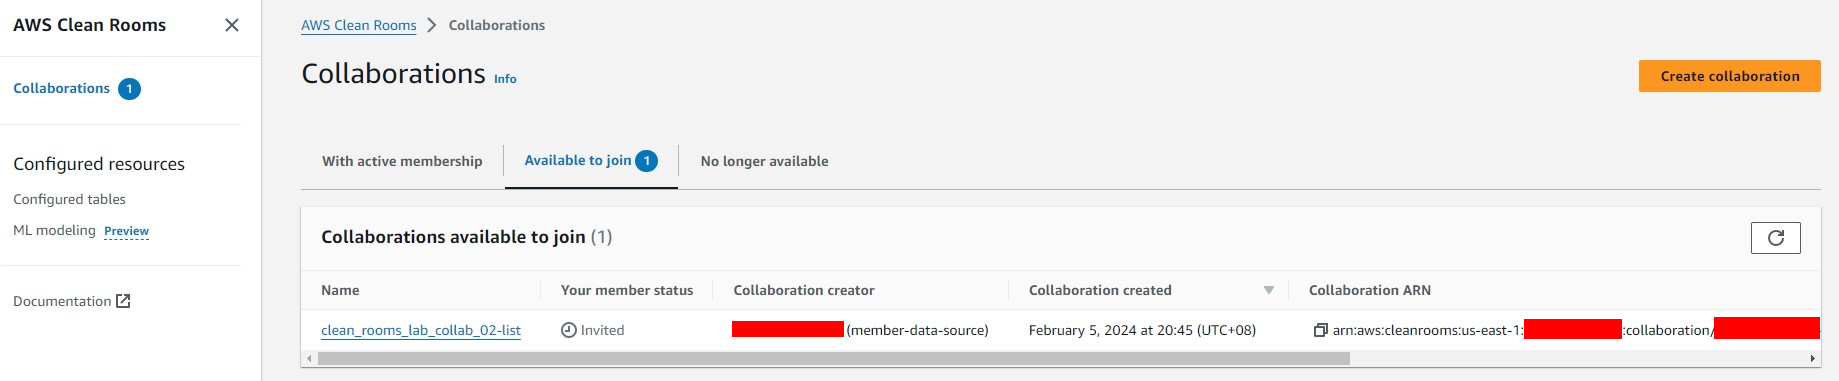 AWS Clean Rooms
Collaborations 1
Configured resources
Configured tables
ML modeling Preview
Documentation
AWS Clean Rooms Collaborations
Collaborations Info
Create collaboration
With active membership Available to join 1 No longer available
Collaborations available to join (1)
Name Your member status Collaboration creator Collaboration created Collaboration ARN
clean_rooms_lab_collab_02-list Invited (member-data-source) February 5, 2024 at 20:45 (UTC+08) arn:aws:cleanrooms:us-east-1: :collaboration/